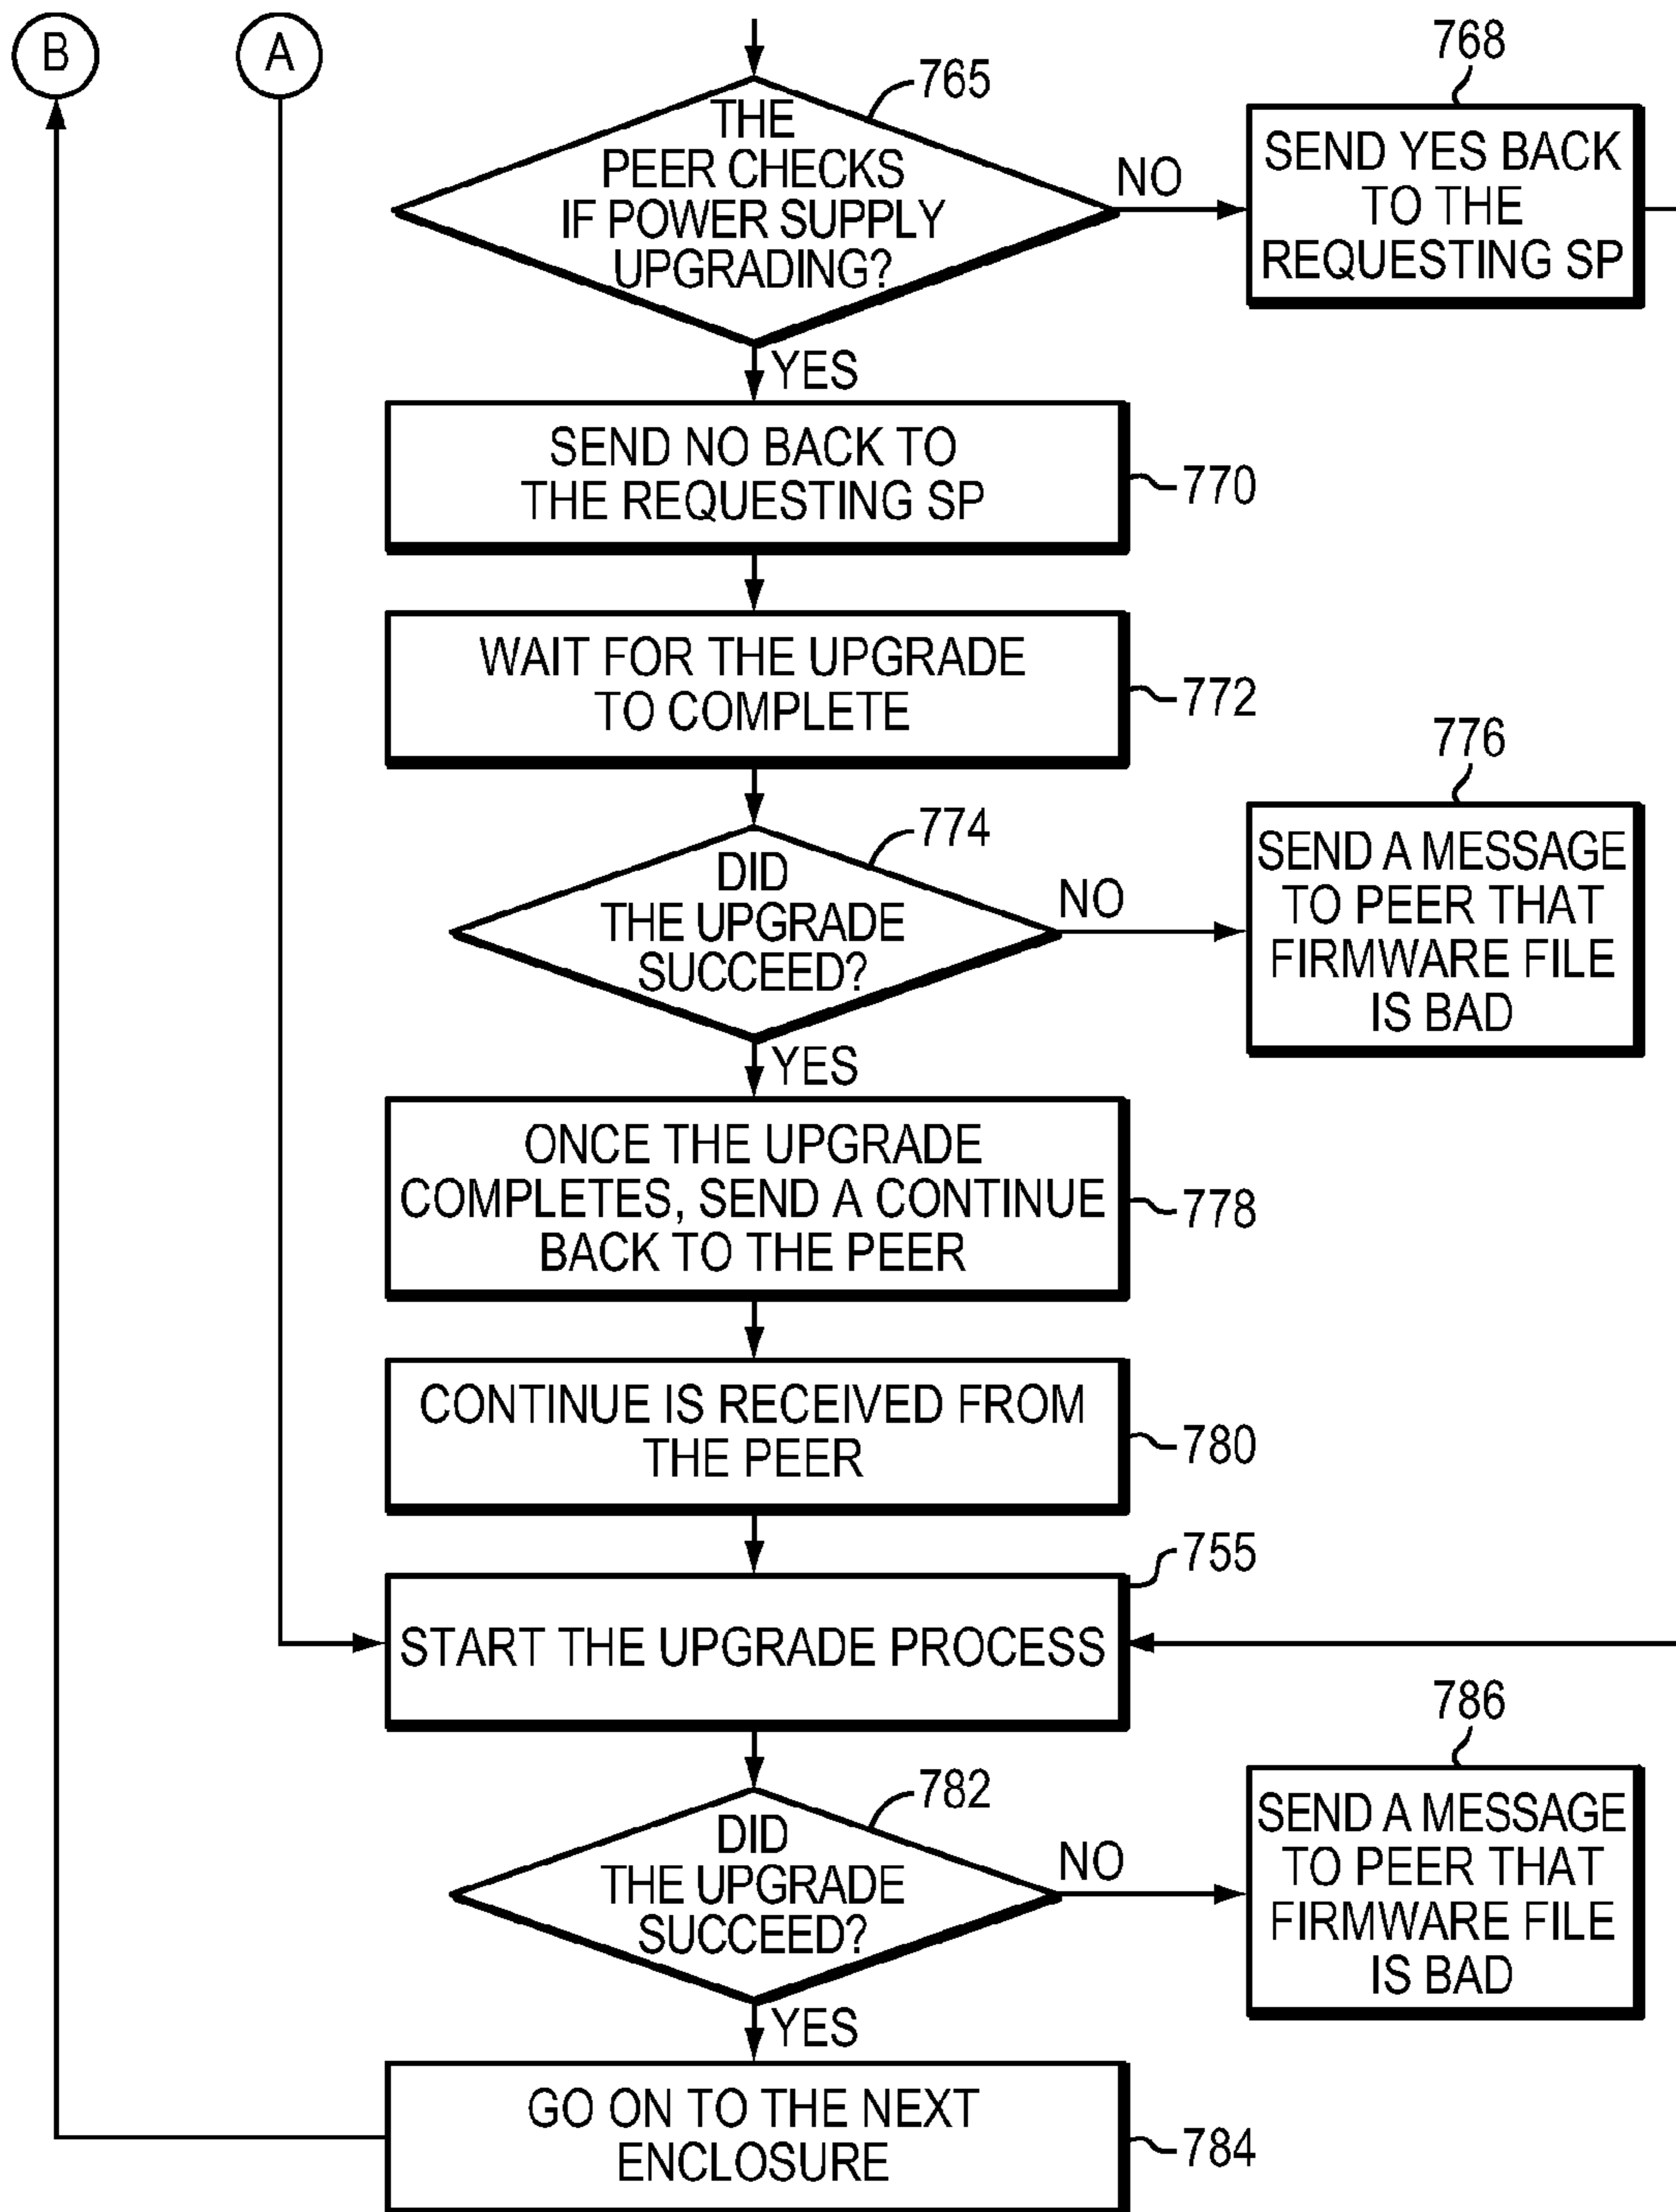 B
A
765
THE
PEER CHECKS
IF POWER SUPPLY
UPGRADING?
NO
768
SEND YES BACK
TO THE
REQUESTING SP
YES
SEND NO BACK TO
THE REQUESTING SP
770
WAIT FOR THE UPGRADE
TO COMPLETE
772
774
DID
THE UPGRADE
SUCCEED?
NO
776
SEND A MESSAGE
TO PEER THAT
FIRMWARE FILE
IS BAD
YES
ONCE THE UPGRADE
COMPLETES, SEND A CONTINUE
BACK TO THE PEER
778
CONTINUE IS RECEIVED FROM
THE PEER
780
755
START THE UPGRADE PROCESS
782
DID
THE UPGRADE
SUCCEED?
NO
786
SEND A MESSAGE
TO PEER THAT
FIRMWARE FILE
IS BAD
YES
GO ON TO THE NEXT
ENCLOSURE
784